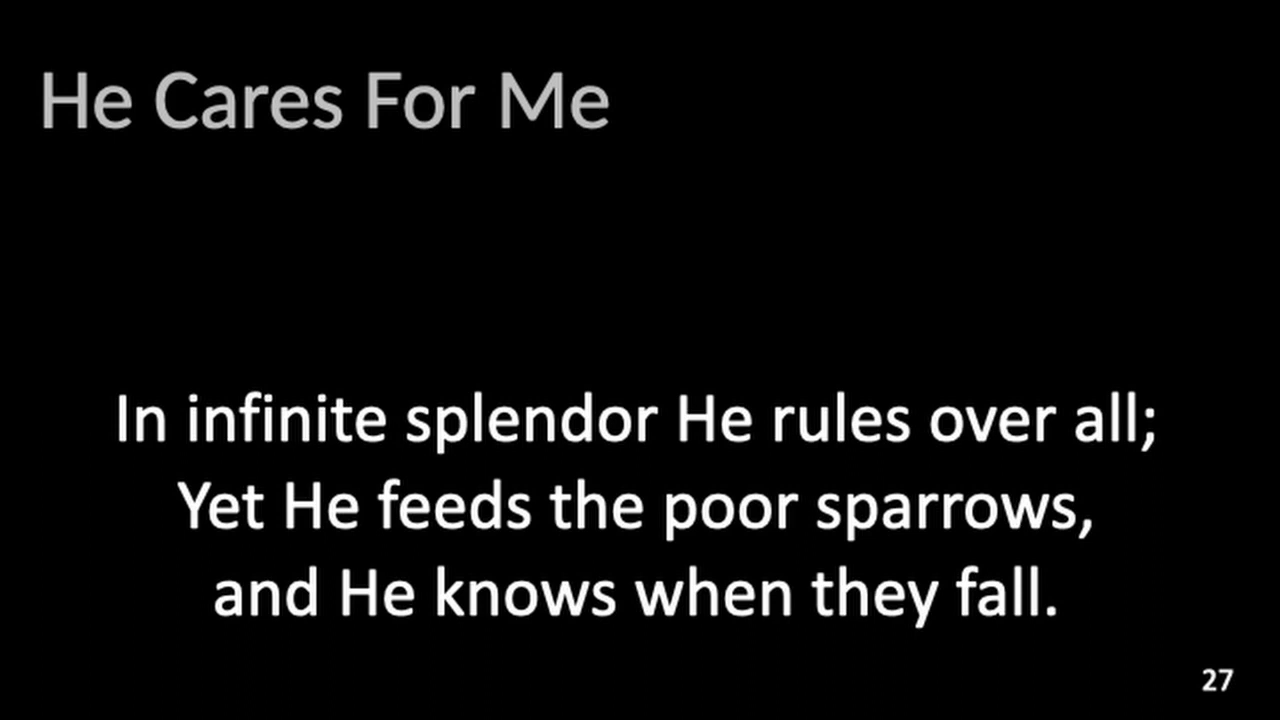 He Cares For Me
In infinite splendor He rules over all;
Yet He feeds the poor sparrows,
and He knows when they fall.
27